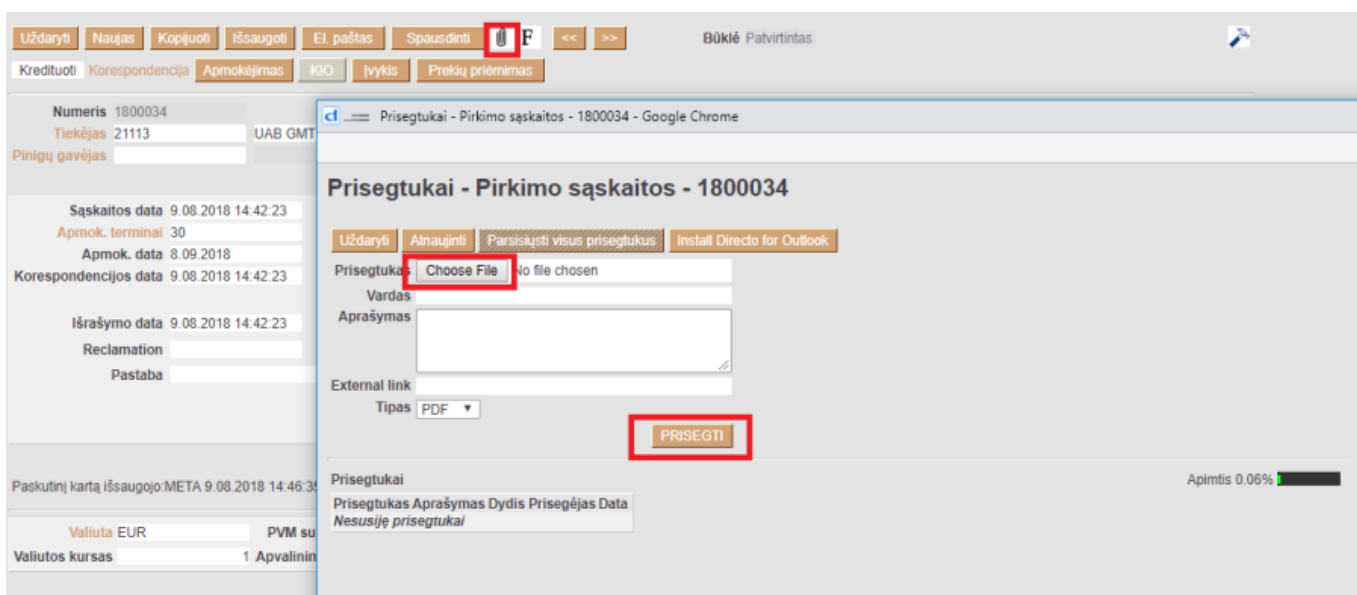 Uždaryti Naujas Kopijuoti Išsaugoti El. paštas Spausdinti F << >> Būklė Patvirtintas
Kredituoti Korespondencija Apmokėjimas KIO Įvykis Prekių priėmimas
Numeris 1800034
Tiekėjas 21113 UAB GMT
Pinigų gavėjas
Sąskaitos data 9.08.2018 14:42:23
Apmok. terminai 30
Apmok. data 8.09.2018
Korespondencijos data 9.08.2018 14:42:23
Išrašymo data 9.08.2018 14:42:23
Reclamation
Pastaba
Paskutinį kartą išsaugojo:META 9.08.2018 14:46:35
Valiuta EUR PVM su
Valiutos kursas 1 Apvalinin
Prisegtukai - Pirkimo sąskaitos - 1800034 - Google Chrome
Prisegtukai - Pirkimo sąskaitos - 1800034
Uždaryti Atnaujinti Parsisiųsti visus prisegtukus Install Directo for Outlook
Prisegtukas Choose File No file chosen
Vardas
Aprašymas
External link
Tipas PDF
PRISEGTI
Prisegtukai Apimtis 0.06%
Prisegtukas Aprašymas Dydis Prisegėjas Data
Nesusiję prisegtukai